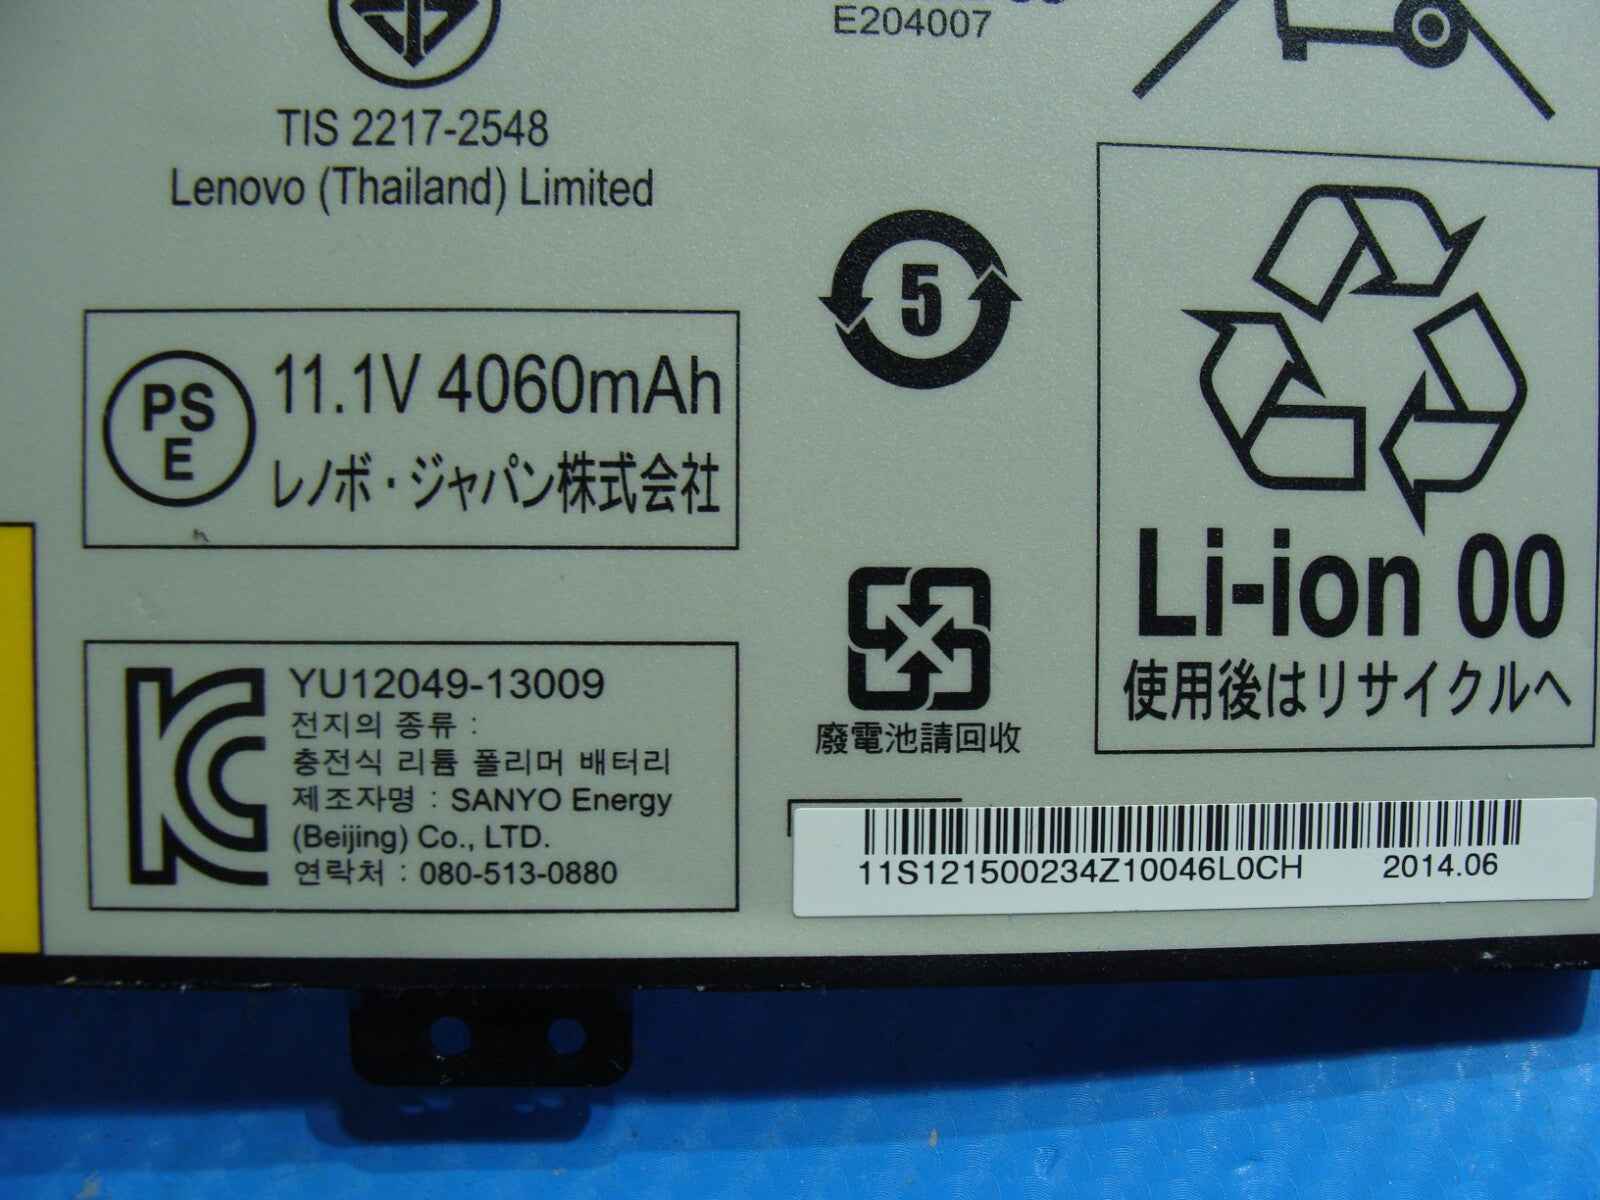 E204007
TIS 2217-2548
Lenovo (Thailand) Limited
5
PS
E
11.1V 4060mAh
レノボ・ジャパン株式会社
Li-ion 00
使用後はリサイクルへ
廢電池請回收
YU12049-13009
전지의 종류 :
충전식 리튬 폴리머 배터리
제조자명 : SANYO Energy
(Beijing) Co., LTD.
연락처 : 080-513-0880
11S121500234Z10046L0CH 2014.06